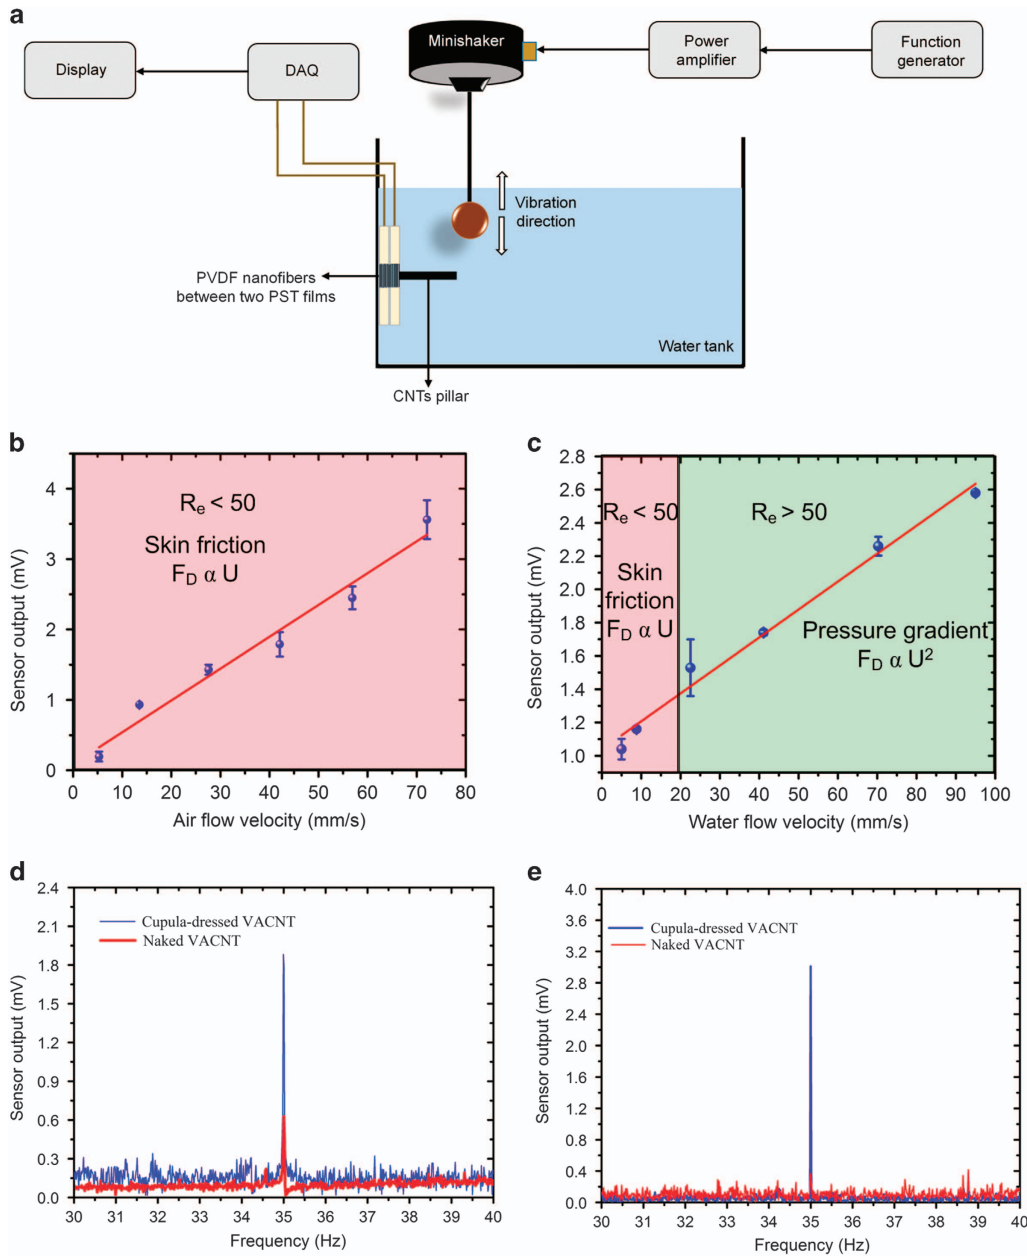 a
Display
DAQ
Minishaker
Power
amplifier
Function
generator
Vibration
direction
PVDF nanofibers
between two PST films
Water tank
CNTs pillar
b
Sensor output (mV)
4
3
2
1
0
Re < 50
Skin friction
FD α U
0 10 20 30 40 50 60 70 80
Air flow velocity (mm/s)
c
Sensor output (mV)
2.8
2.6
2.4
2.2
2.0
1.8
1.6
1.4
1.2
1.0
Re < 50
Skin
friction
FD α U
Re > 50
Pressure gradient
FD α U²
0 10 20 30 40 50 60 70 80 90 100
Water flow velocity (mm/s)
d
Sensor output (mV)
2.4
2.1
1.8
1.5
1.2
0.9
0.6
0.3
0.0
Cupula-dressed VACNT
Naked VACNT
30 31 32 33 34 35 36 37 38 39 40
Frequency (Hz)
e
Sensor output (mV)
4.0
3.6
3.2
2.8
2.4
2.0
1.6
1.2
0.8
0.4
0.0
Cupula-dressed VACNT
Naked VACNT
30 31 32 33 34 35 36 37 38 39 40
Frequency (Hz)